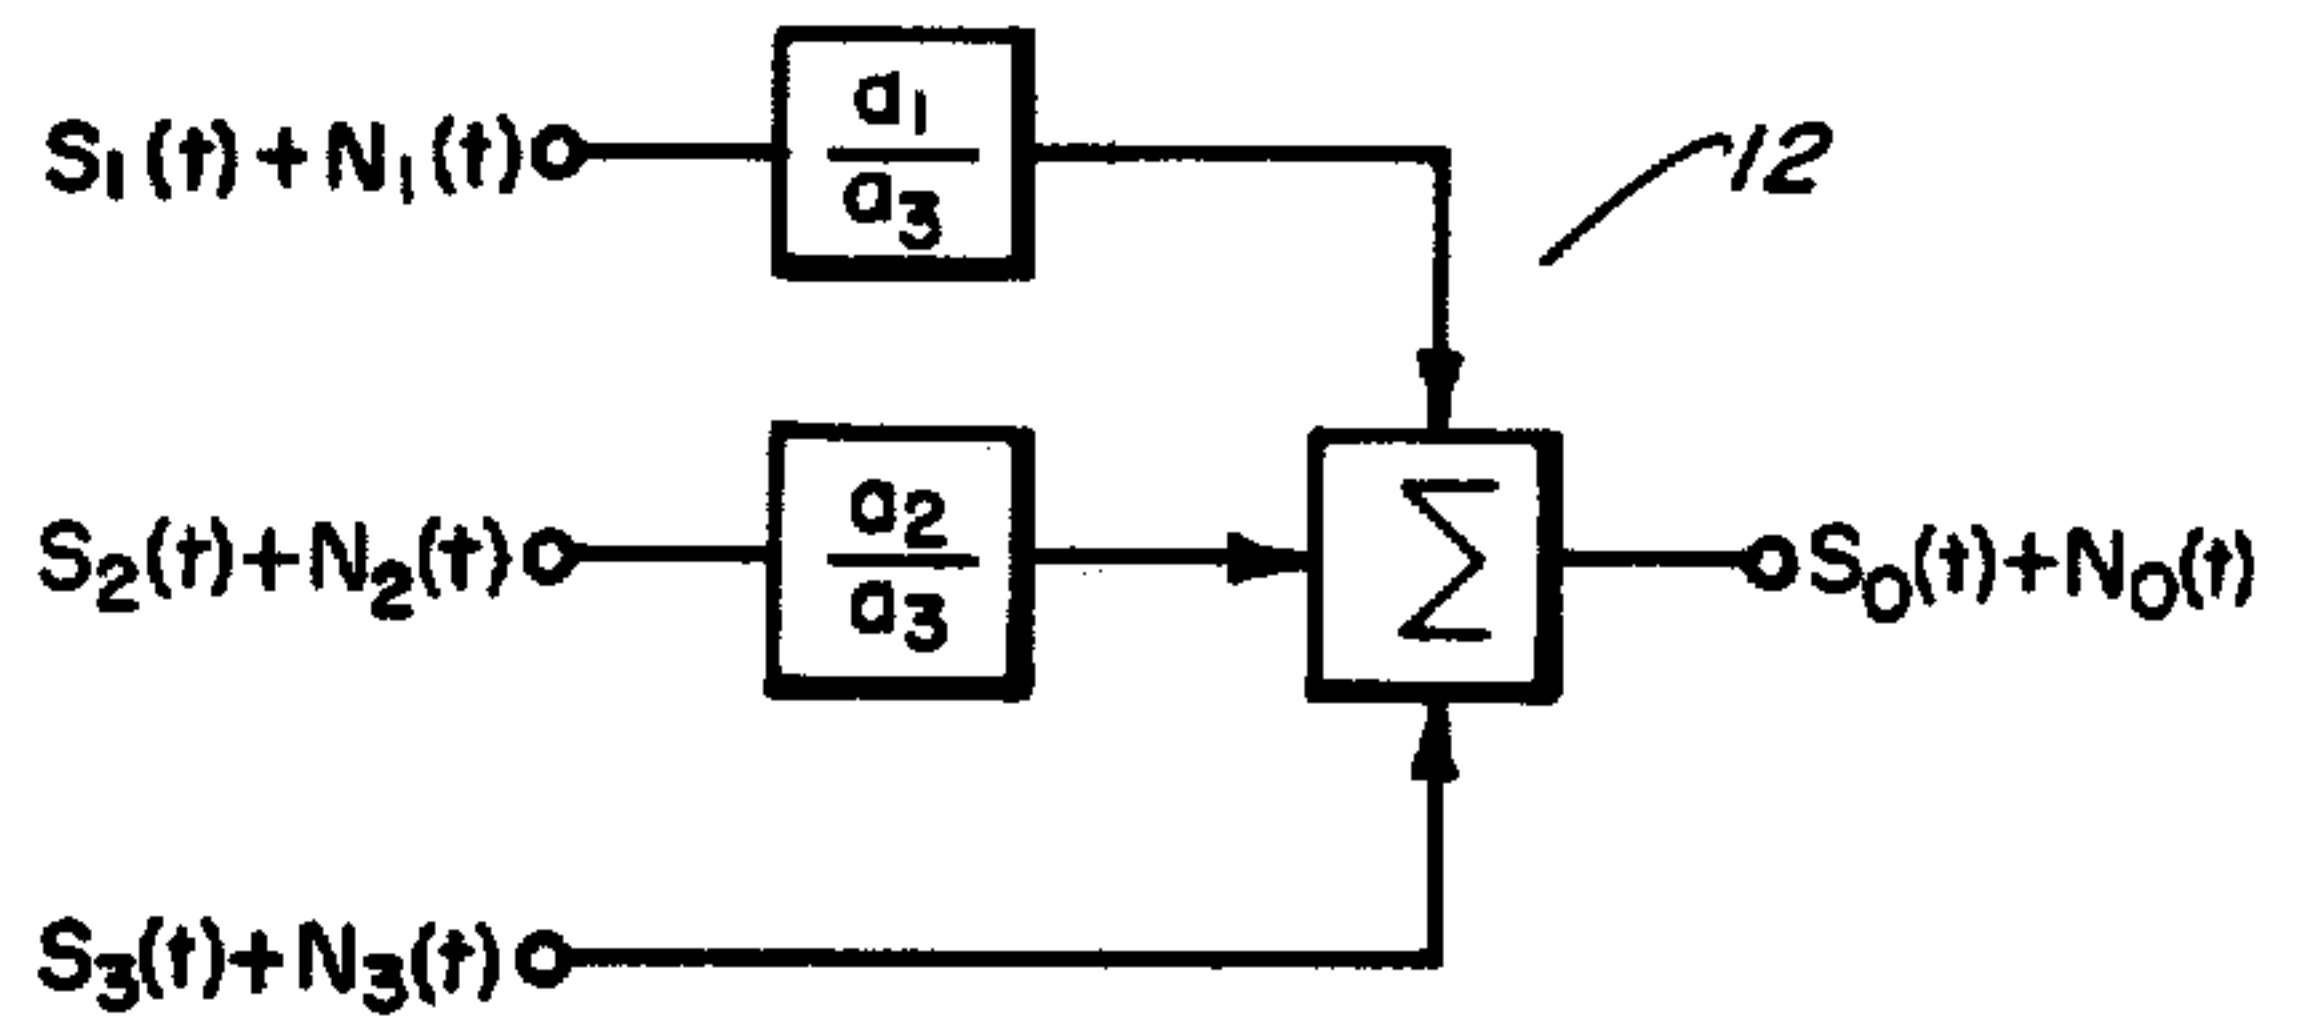 S₁(t)+N₁(t)
a₁
a₃
12
S₂(t)+N₂(t)
a₂
a₃
Σ
S₀(t)+N₀(t)
S₃(t)+N₃(t)